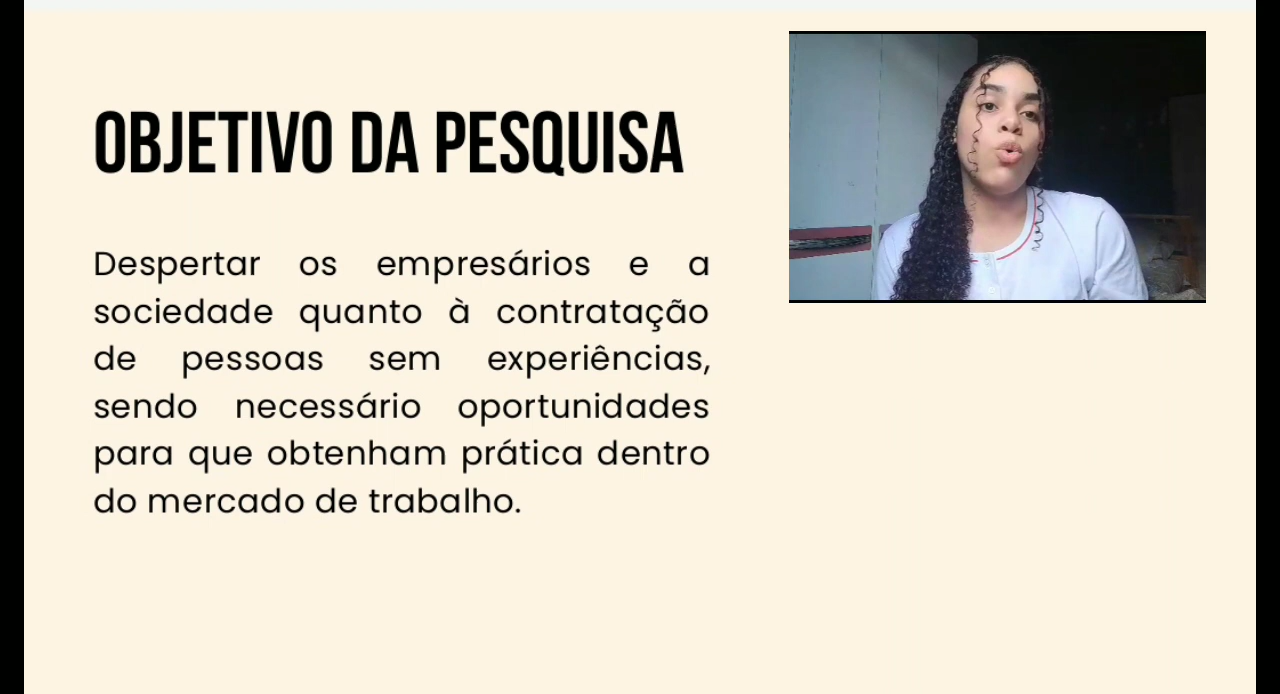 OBJETIVO DA PESQUISA
Despertar os empresários e a
sociedade quanto à contratação
de pessoas sem experiências,
sendo necessário oportunidades
para que obtenham prática dentro
do mercado de trabalho.